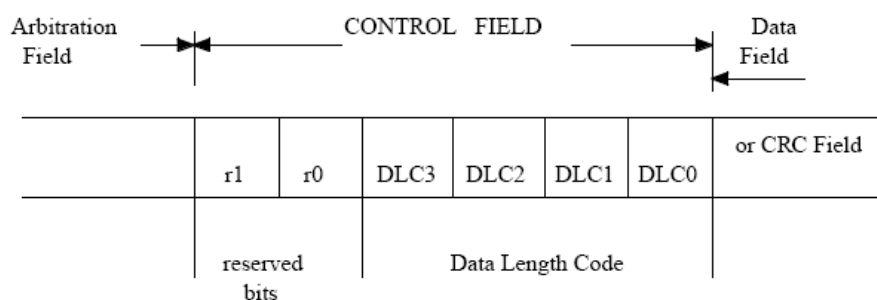 Arbitration
Field
CONTROL FIELD
Data
Field
r1 r0 DLC3 DLC2 DLC1 DLC0
or CRC Field
reserved
bits
Data Length Code